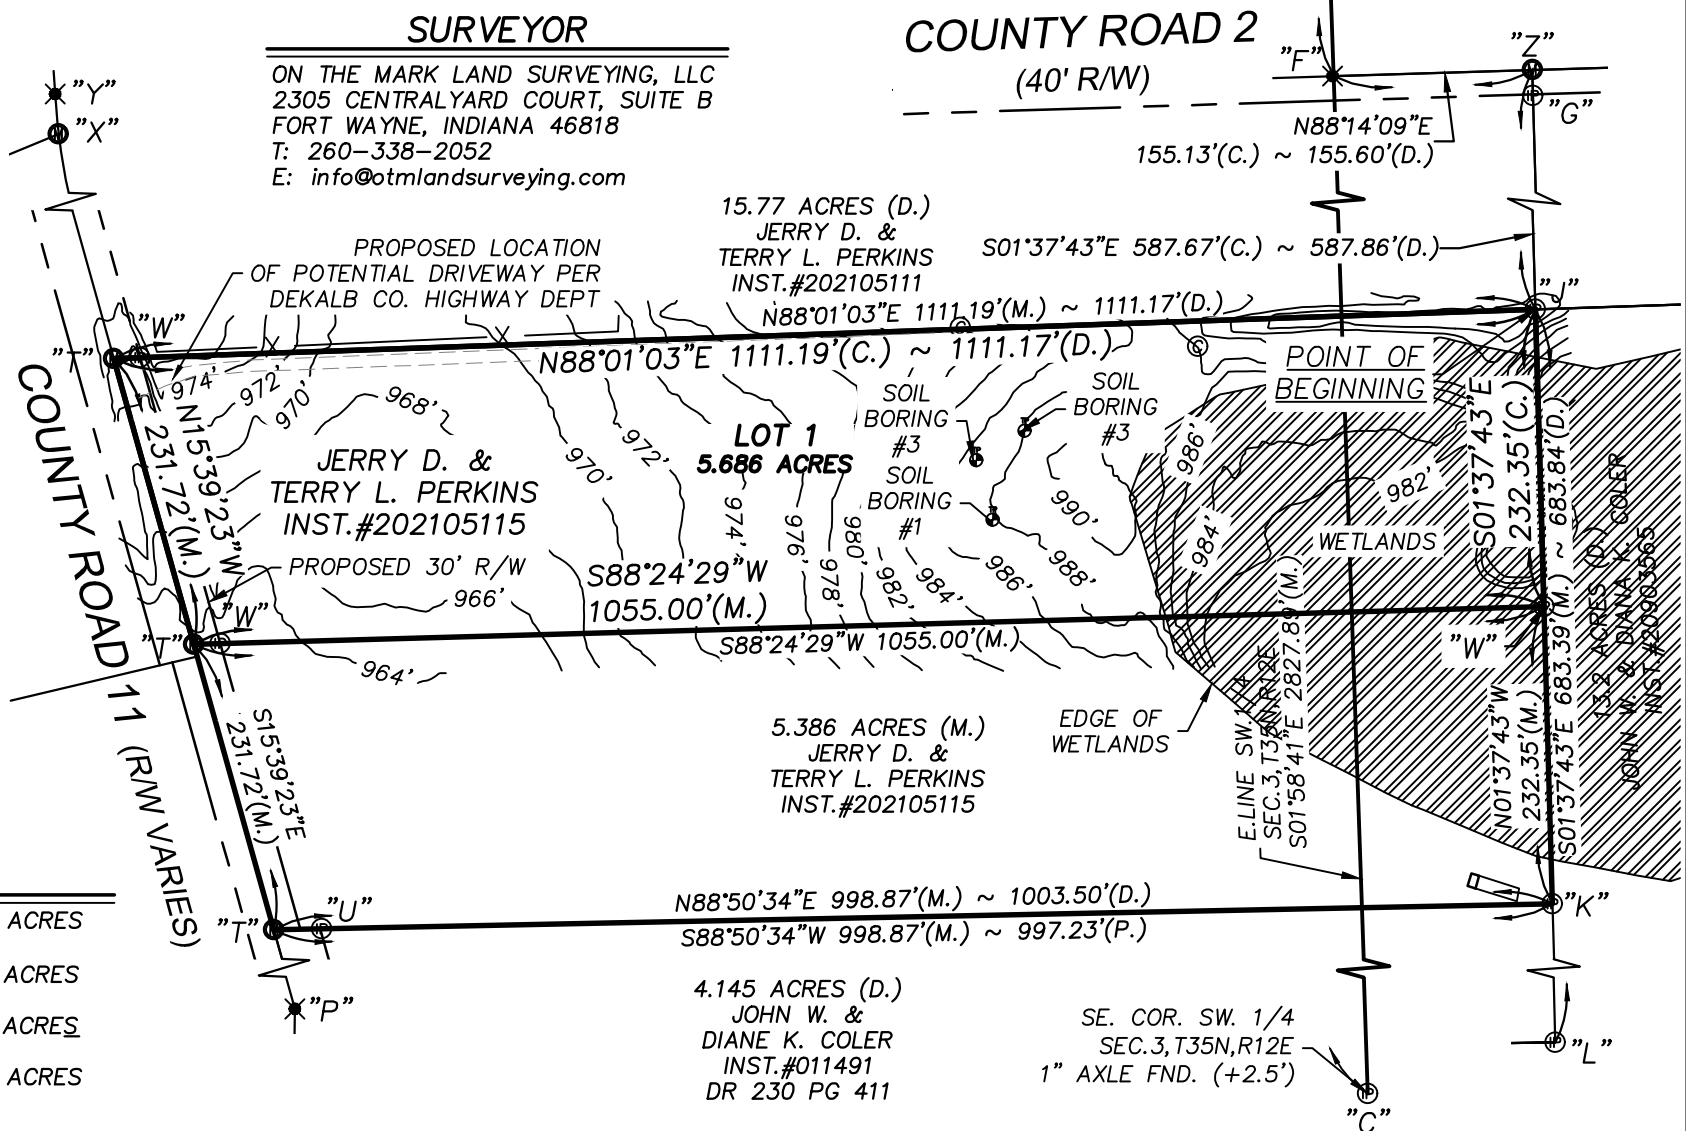 SURVEYOR
ON THE MARK LAND SURVEYING, LLC
2305 CENTRALYARD COURT, SUITE B
FORT WAYNE, INDIANA 46818
T: 260-338-2052
E: info@otmlandsurveying.com
COUNTY ROAD 2
(40' R/W)
"F"
"Z"
"G"
"Y"
"X"
N88°14'09"E
155.13'(C.) ~ 155.60'(D.)
15.77 ACRES (D.)
JERRY D. &
TERRY L. PERKINS
INST.#202105111
S01°37'43"E 587.67'(C.) ~ 587.86'(D.)
PROPOSED LOCATION
OF POTENTIAL DRIVEWAY PER
DEKALB CO. HIGHWAY DEPT
"J"
N88°01'03"E 1111.19'(M.) ~ 1111.17'(D.)
N88°01'03"E 1111.19'(C.) ~ 1111.17'(D.)
"W"
"T"
POINT OF
BEGINNING
974'
972'
970'
968'
COUNTY ROAD 11 (R/W VARIES)
N15°39'23"W
231.72'(M.)
JERRY D. &
TERRY L. PERKINS
INST.#202105115
970'
972'
LOT 1
5.686 ACRES
SOIL
BORING
#3
SOIL
BORING
#3
SOIL
BORING
#1
974'
976'
978'
980'
982'
984'
986'
988'
990'
986'
984'
982'
WETLANDS
S01°37'43"E
232.35'(C.)
S01°37'43"E 683.39'(M.) ~ 683.84'(D.)
13.2 ACRES (D.)
JOHN W. & DIANA K. COLER
INST.#20903565
PROPOSED 30' R/W
966'
S88°24'29"W
1055.00'(M.)
S88°24'29"W 1055.00'(M.)
"W"
"T"
"W"
964'
S15°39'23"E
231.72'(M.)
5.386 ACRES (M.)
JERRY D. &
TERRY L. PERKINS
INST.#202105115
EDGE OF
WETLANDS
E.LINE SW.1/4
SEC.3,T35N,R12E
S01°58'41"E 2827.89'(M.)
N01°37'43"W
232.35'(M.)
N88°50'34"E 998.87'(M.) ~ 1003.50'(D.)
S88°50'34"W 998.87'(M.) ~ 997.23'(P.)
"T"
"U"
"K"
"P"
4.145 ACRES (D.)
JOHN W. &
DIANE K. COLER
INST.#011491
DR 230 PG 411
SE. COR. SW. 1/4
SEC.3,T35N,R12E
1" AXLE FND. (+2.5')
"L"
"C"
ACRES
ACRES
ACRES
ACRES